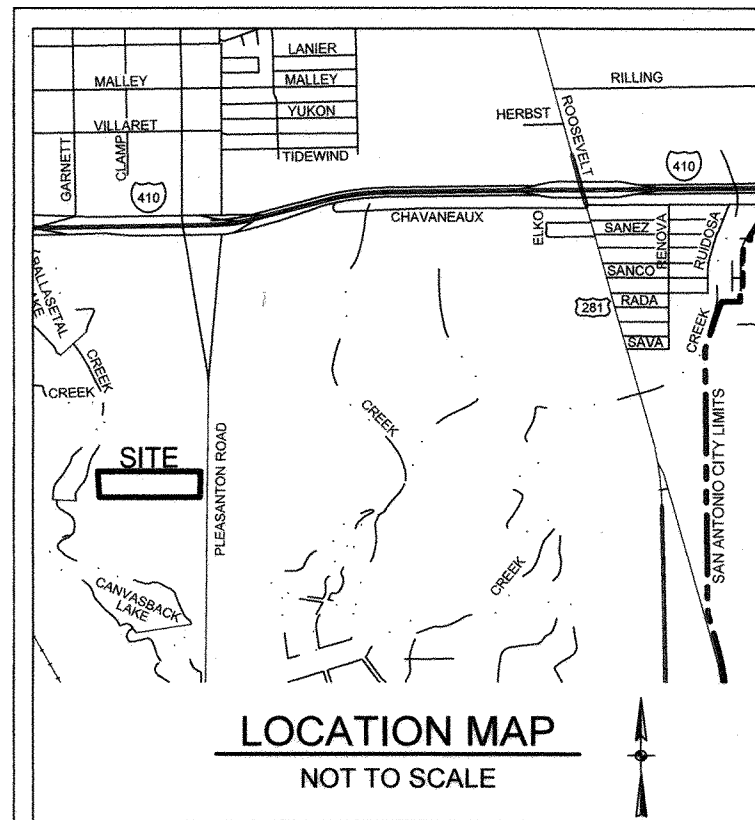 LANIER
MALLEY
MALLEY
RILLING
YUKON
HERBST
VILLARET
TIDEWIND
GARNETT
CLAMP
ROOSEVELT
410
410
CHAVANEAUX
ELKO
SANEZ
RENOVA
RUIDOSA
SANCO
281
RADA
SAVA
CREEK
CREEK
CREEK
CREEK
CREEK
SITE
PLEASANTON ROAD
SAN ANTONIO CITY LIMITS
CANVASBACK
LAKE
LOCATION MAP
NOT TO SCALE